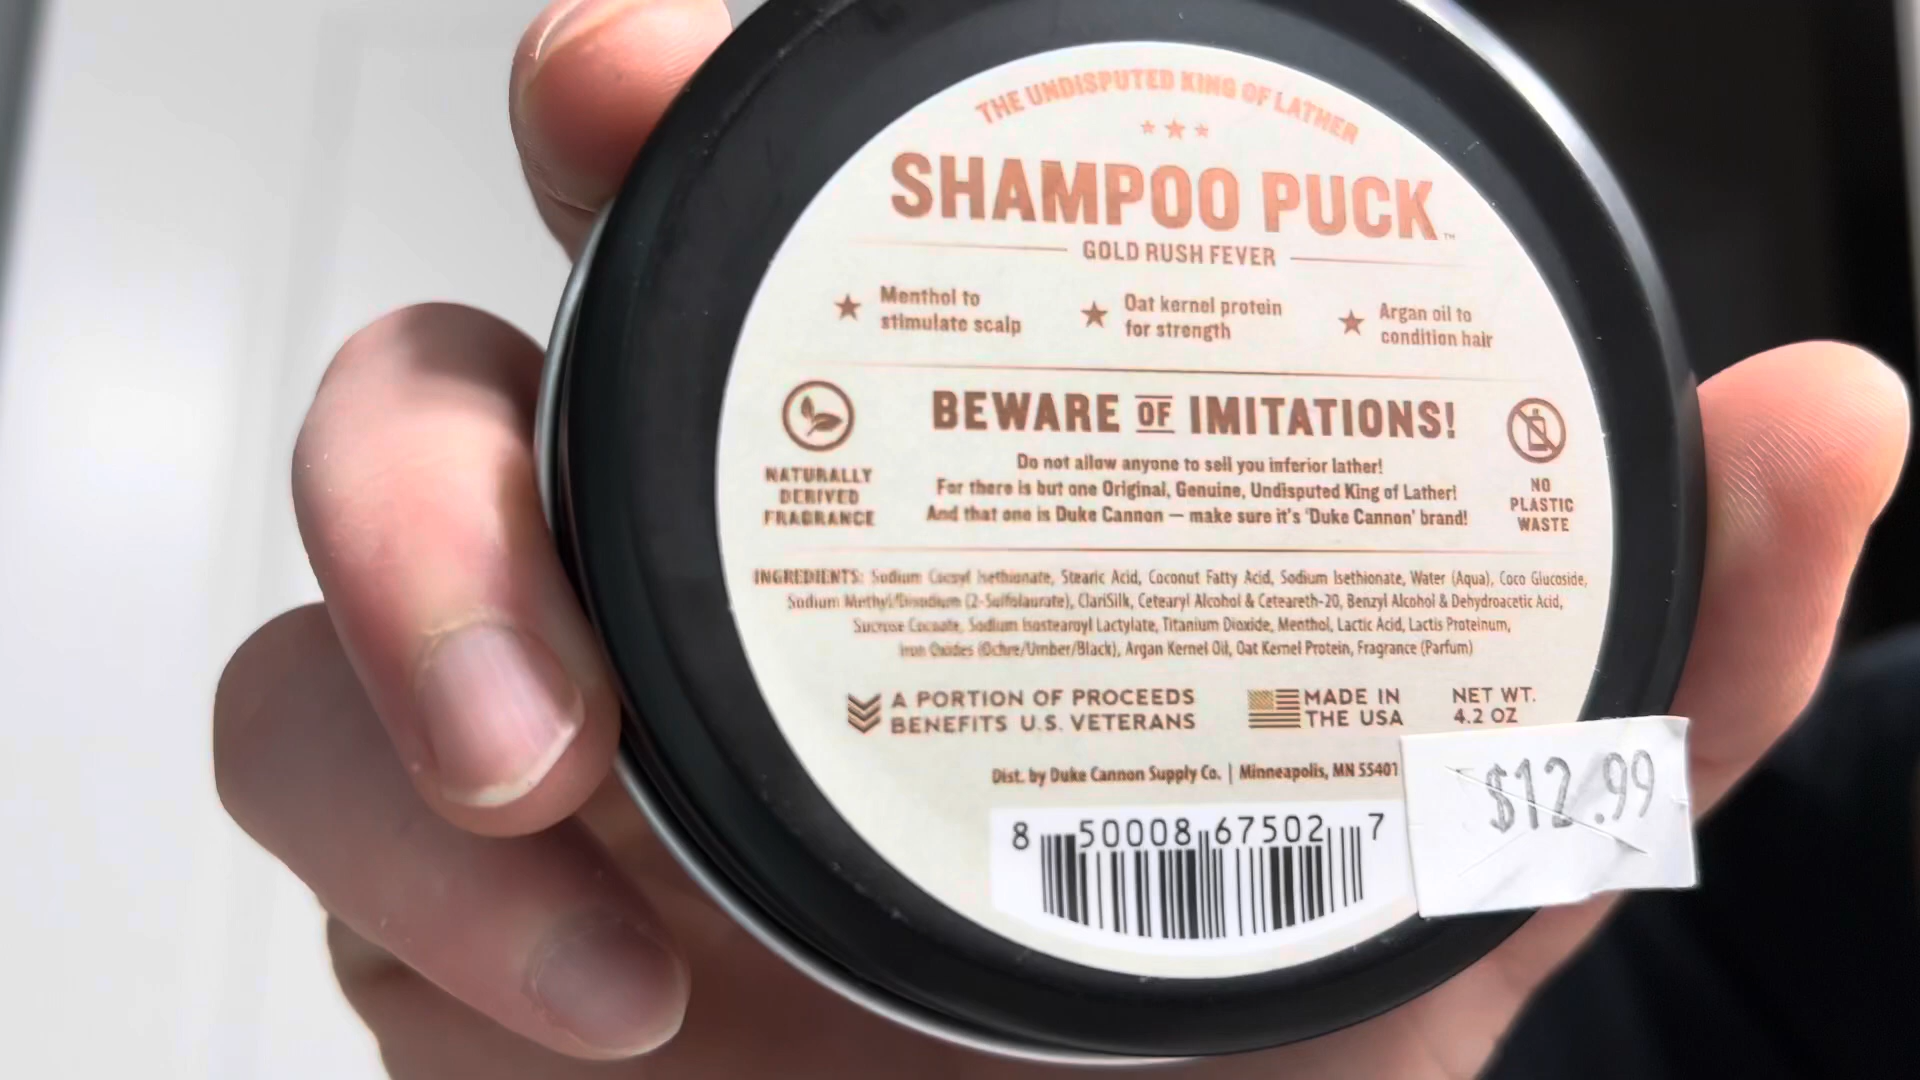 THE UNDISPUTED KING OF LATHER
SHAMPOO PUCK™
GOLD RUSH FEVER
Menthol to
stimulate scalp
Oat kernel protein
for strength
Argan oil to
condition hair
NATURALLY
DERIVED
FRAGRANCE
BEWARE OF IMITATIONS!
Do not allow anyone to sell you inferior lather!
For there is but one Original, Genuine, Undisputed King of Lather!
And that one is Duke Cannon — make sure it's 'Duke Cannon' brand!
NO
PLASTIC
WASTE
INGREDIENTS: Sodium Cocoyl Isethionate, Stearic Acid, Coconut Fatty Acid, Sodium Isethionate, Water (Aqua), Coco Glucoside,
Sodium Methyl/Disodium (2-Sulfolaurate), ClariSilk, Cetearyl Alcohol & Ceteareth-20, Benzyl Alcohol & Dehydroacetic Acid,
Sucrose Cocoate, Sodium Isostearoyl Lactylate, Titanium Dioxide, Menthol, Lactic Acid, Lactis Proteinum,
Iron Oxides (Ochre/Umber/Black), Argan Kernel Oil, Oat Kernel Protein, Fragrance (Parfum)
A PORTION OF PROCEEDS
BENEFITS U.S. VETERANS
MADE IN
THE USA
NET WT.
4.2 OZ
Dist. by Duke Cannon Supply Co. | Minneapolis, MN 55401
8 50008 67502 7
$12.99